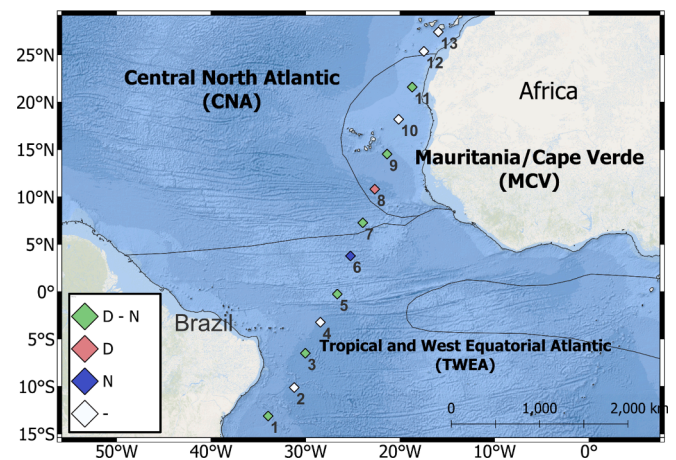 25°N
20°N
15°N
10°N
5°N
0°
5°S
10°S
15°S
50°W
40°W
30°W
20°W
10°W
0°
Central North Atlantic
(CNA)
Africa
Mauritania/Cape Verde
(MCV)
Brazil
Tropical and West Equatorial Atlantic
(TWEA)
13
12
11
10
9
8
7
6
5
4
3
2
1
D - N
D
N
-
0 1,000 2,000 km